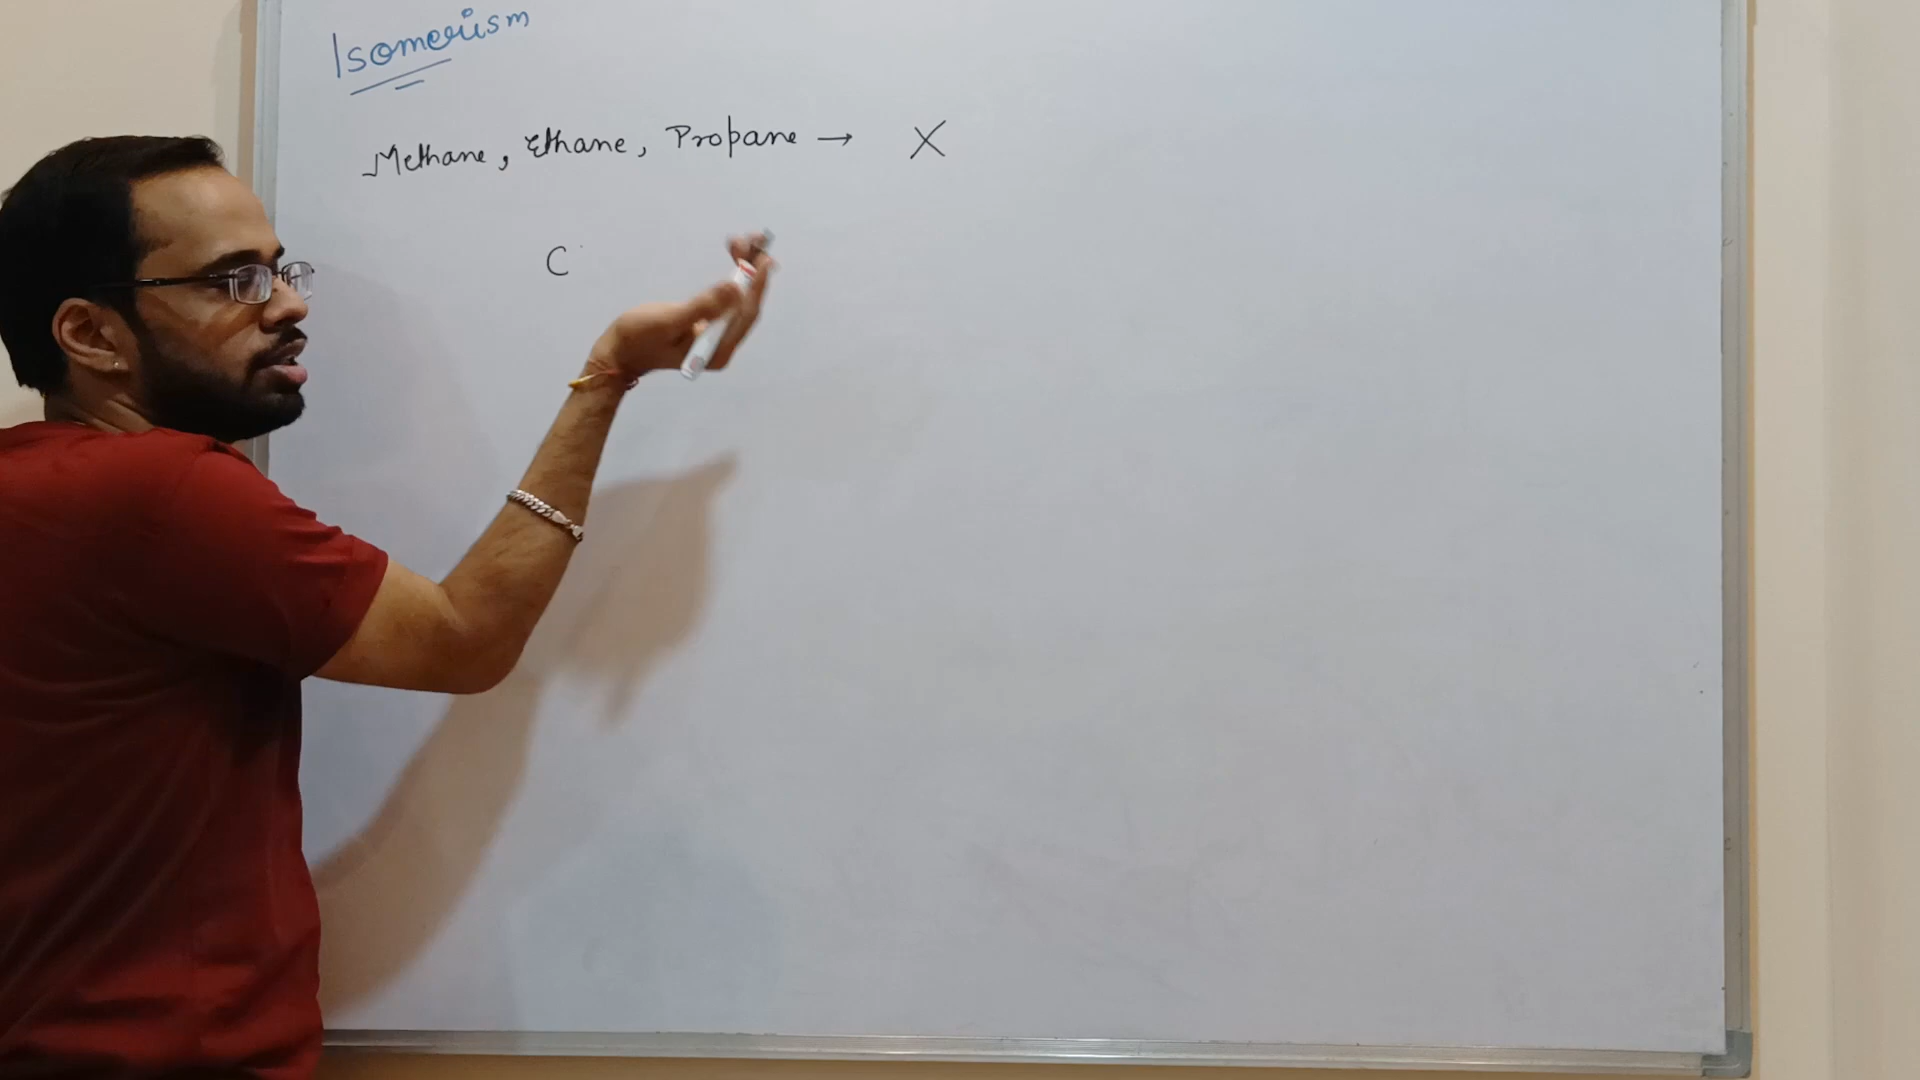 Isomerism
Methane, Ethane, Propane → X
C